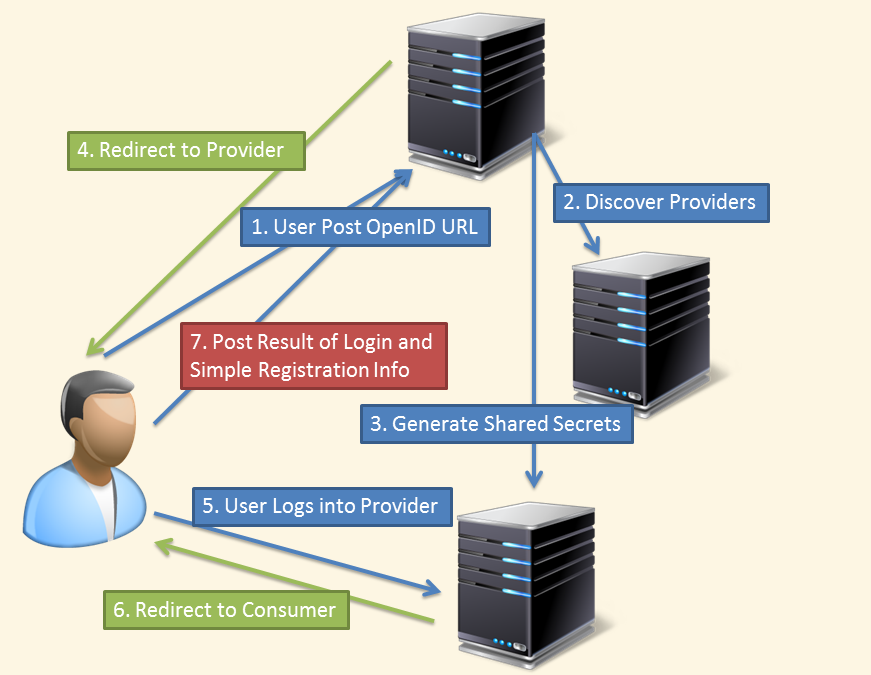 4. Redirect to Provider
1. User Post OpenID URL
2. Discover Providers
7. Post Result of Login and
Simple Registration Info
3. Generate Shared Secrets
5. User Logs into Provider
6. Redirect to Consumer